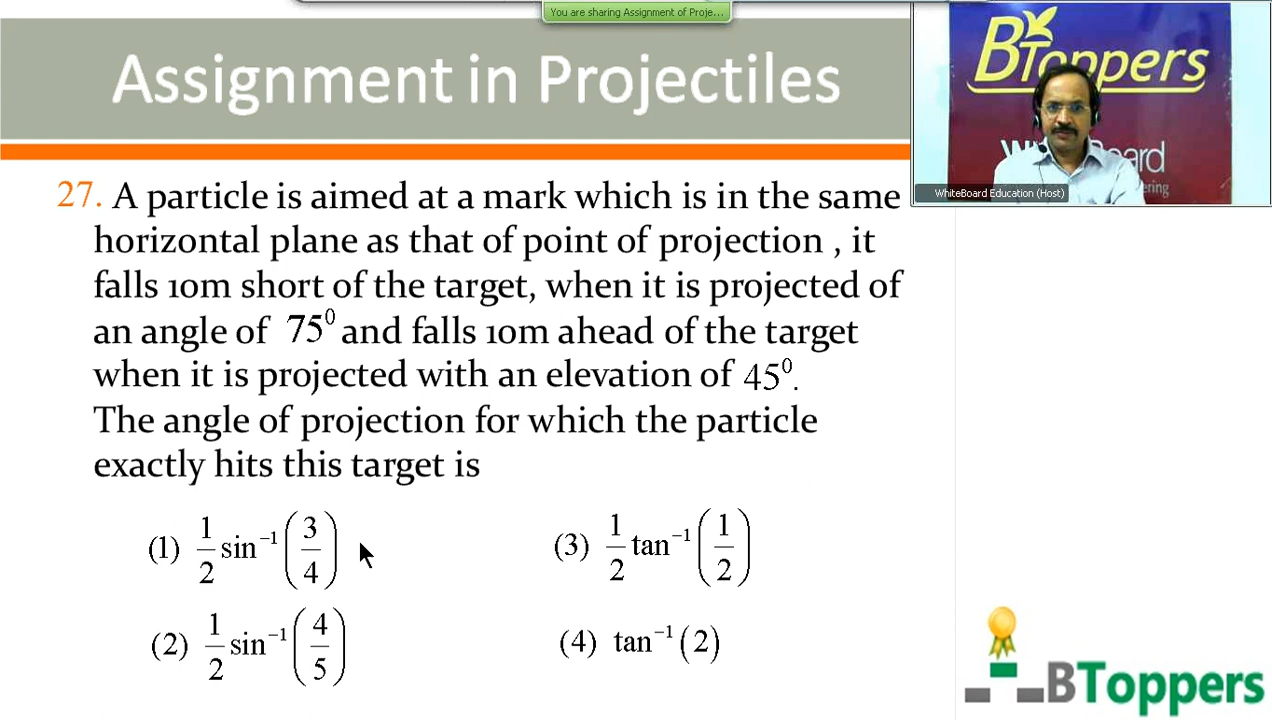 You are sharing Assignment of Proje...
Assignment in Projectiles
BToppers
WhiteBoard Education (Host)
27. A particle is aimed at a mark which is in the same
horizontal plane as that of point of projection , it
falls 10m short of the target, when it is projected of
an angle of 75⁰ and falls 10m ahead of the target
when it is projected with an elevation of 45⁰.
The angle of projection for which the particle
exactly hits this target is
(1) 1/2 sin⁻¹(3/4)
(3) 1/2 tan⁻¹(1/2)
(2) 1/2 sin⁻¹(4/5)
(4) tan⁻¹(2)
BToppers